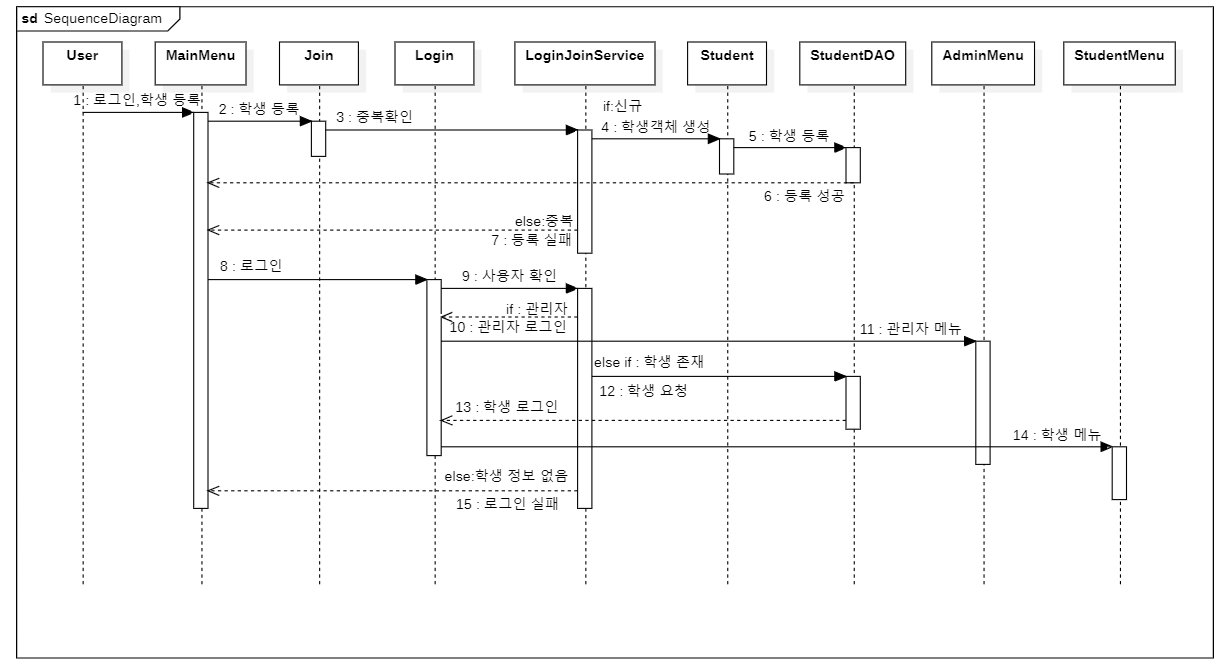 sd SequenceDiagram
User
MainMenu
Join
Login
LoginJoinService
Student
StudentDAO
AdminMenu
StudentMenu
1 : 로그인,학생 등록
2 : 학생 등록
3 : 중복확인
if:신규
4 : 학생객체 생성
5 : 학생 등록
6 : 등록 성공
else:중복
7 : 등록 실패
8 : 로그인
9 : 사용자 확인
if : 관리자
10 : 관리자 로그인
11 : 관리자 메뉴
else if : 학생 존재
12 : 학생 요청
13 : 학생 로그인
14 : 학생 메뉴
else:학생 정보 없음
15 : 로그인 실패